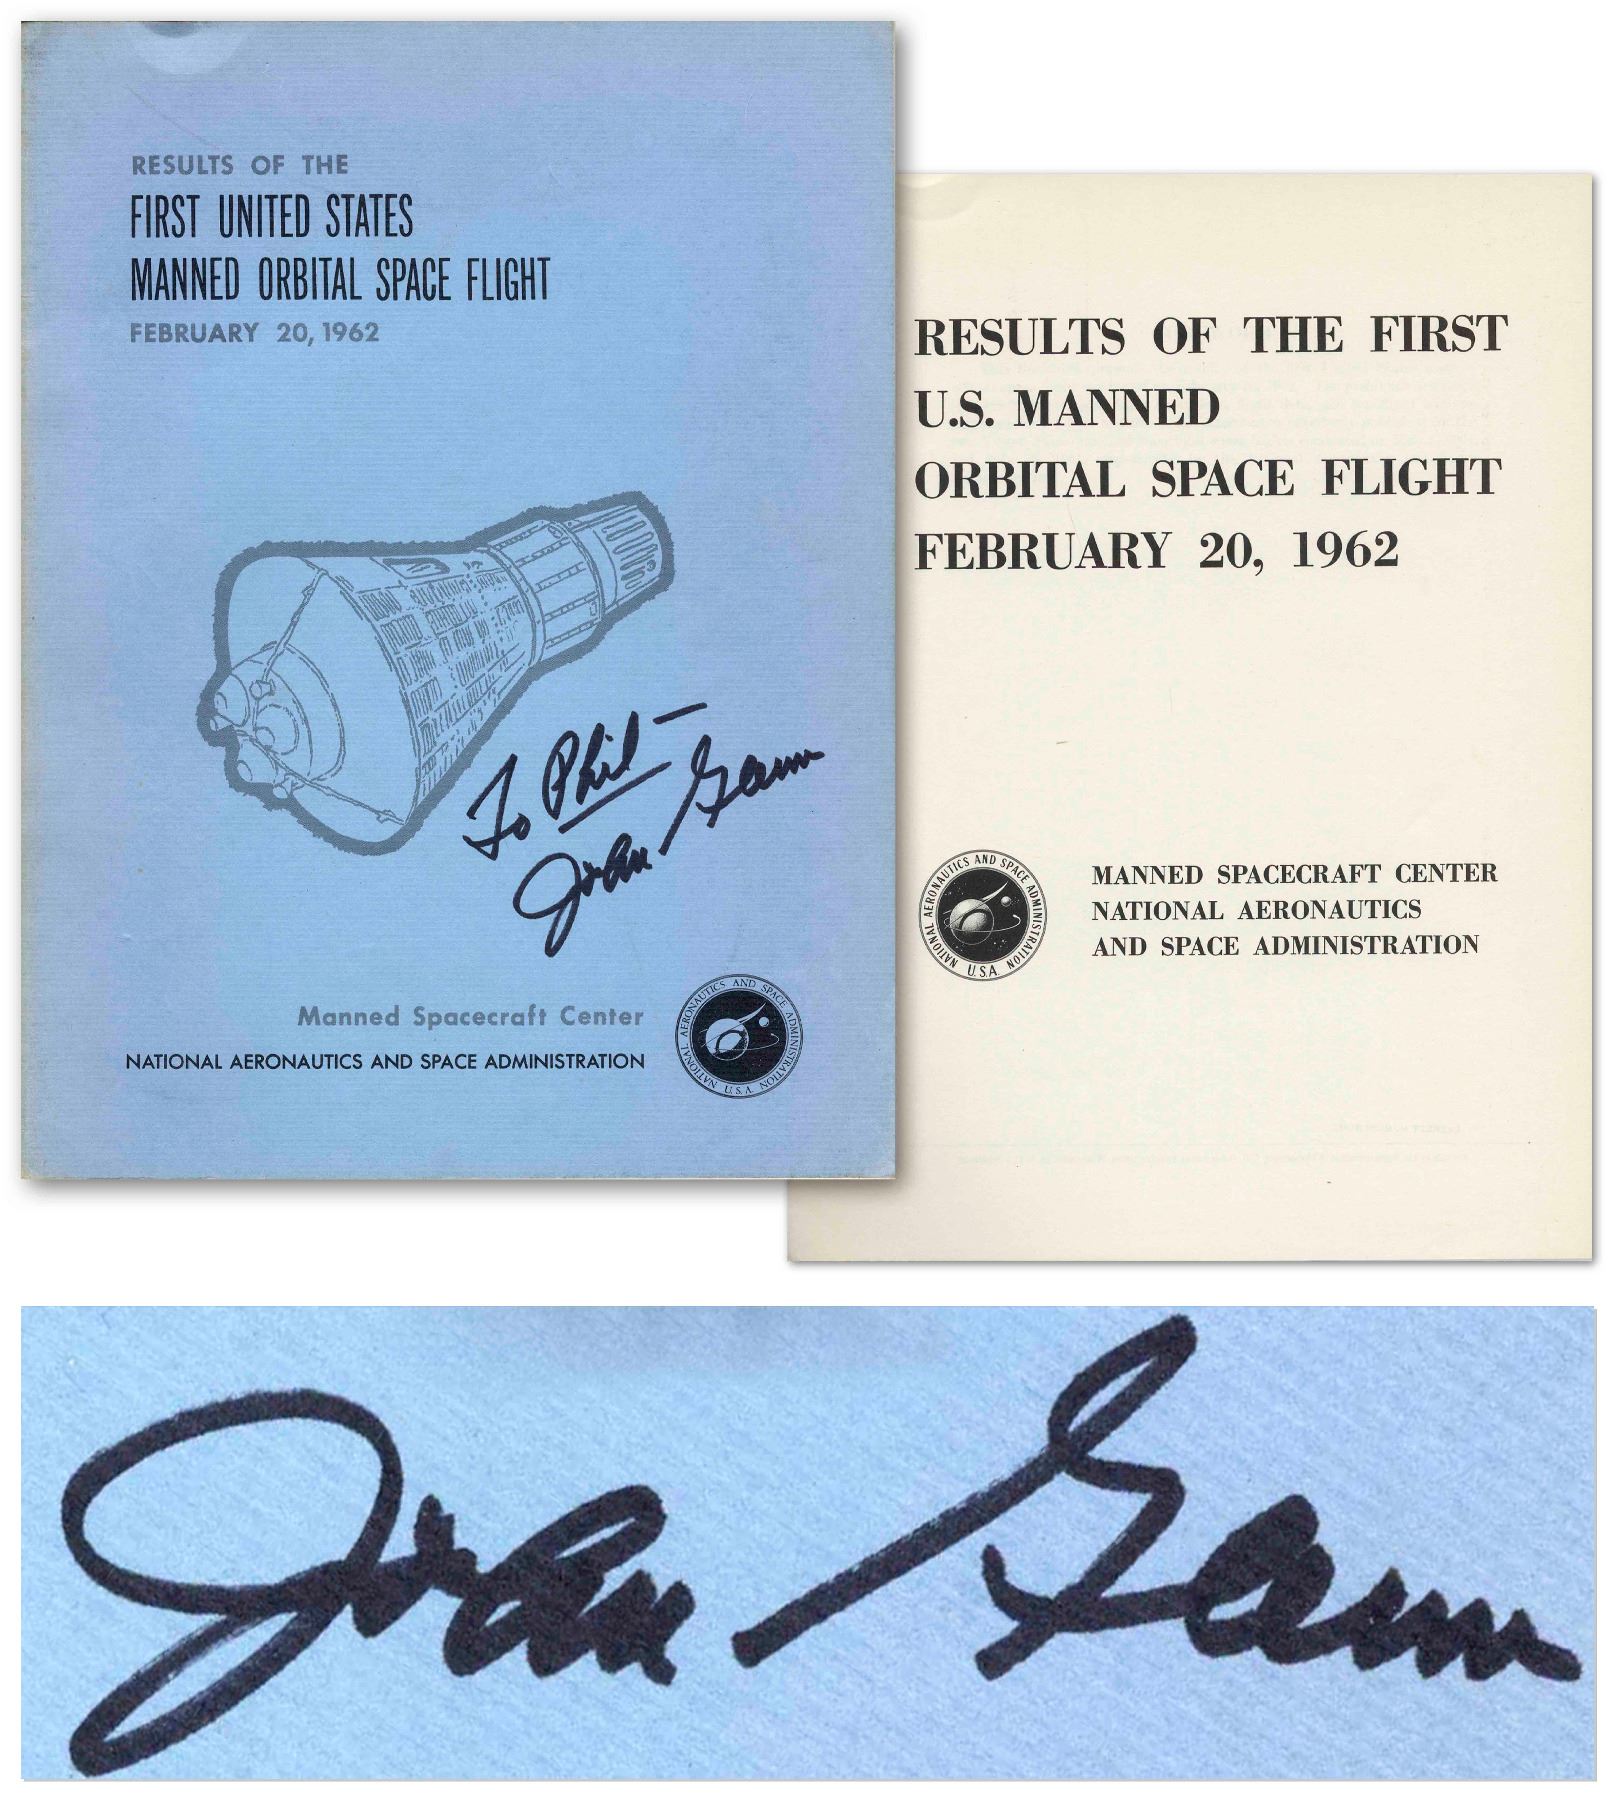 RESULTS OF THE
FIRST UNITED STATES
MANNED ORBITAL SPACE FLIGHT
FEBRUARY 20, 1962
To Phil —
John Glenn
Manned Spacecraft Center
NATIONAL AERONAUTICS AND SPACE ADMINISTRATION
NATIONAL AERONAUTICS AND SPACE ADMINISTRATION
U.S.A.
RESULTS OF THE FIRST
U.S. MANNED
ORBITAL SPACE FLIGHT
FEBRUARY 20, 1962
NATIONAL AERONAUTICS AND SPACE ADMINISTRATION
U.S.A.
MANNED SPACECRAFT CENTER
NATIONAL AERONAUTICS
AND SPACE ADMINISTRATION
John Glenn